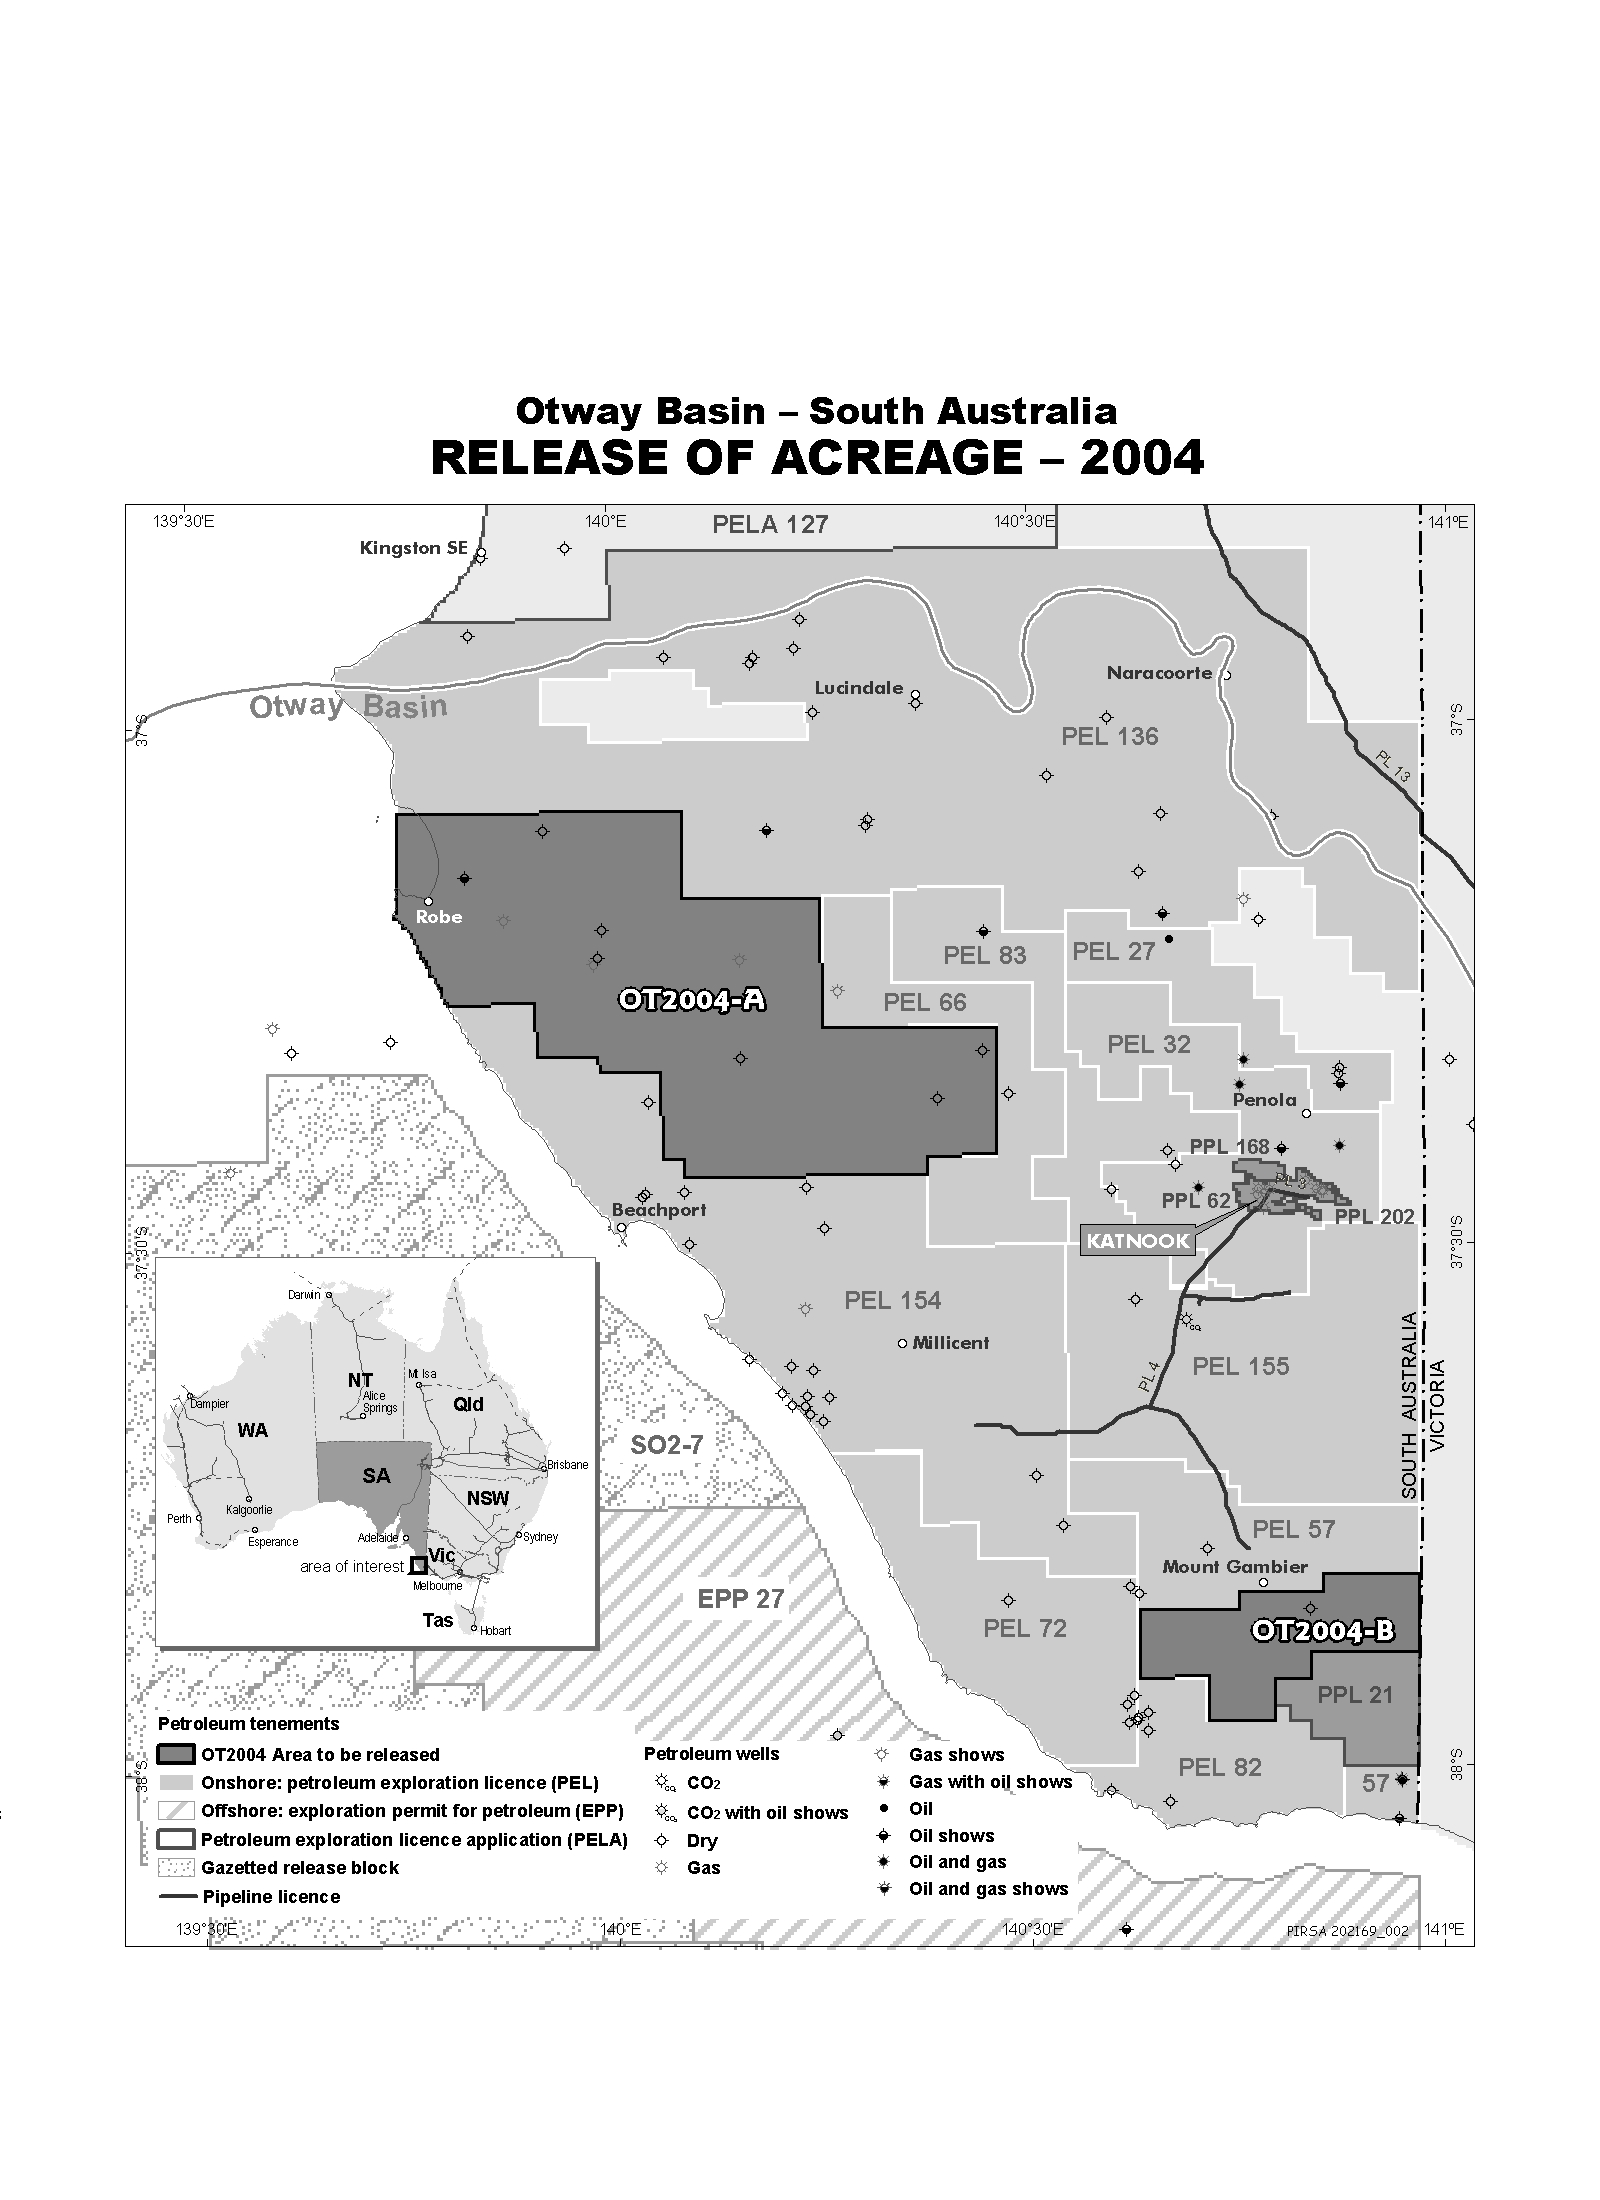 Otway Basin – South Australia
RELEASE OF ACREAGE – 2004
139°30'E
140°E
140°30'E
141°E
PELA 127
Kingston SE
Naracoorte
Lucindale
Otway Basin
37°S
37°S
PEL 136
PL 13
Robe
PEL 83
PEL 27
OT2004-A
PEL 66
PEL 32
Penola
PPL 168
PL 3
PPL 62
PPL 202
Beachport
KATNOOK
37°30'S
37°30'S
PEL 154
Millicent
PEL 155
PL 4
SOUTH AUSTRALIA
VICTORIA
CO2
Darwin
NT
Mt Isa
Alice
Springs
Qld
Dampier
WA
SA
Brisbane
NSW
Kalgoorlie
Perth
Esperance
Adelaide
Sydney
Vic
area of interest
Melbourne
Tas
Hobart
SO2-7
EPP 27
PEL 57
Mount Gambier
PEL 72
OT2004-B
PPL 21
PEL 82
57
38°S
38°S
Petroleum tenements
OT2004 Area to be released
Onshore: petroleum exploration licence (PEL)
Offshore: exploration permit for petroleum (EPP)
Petroleum exploration licence application (PELA)
Gazetted release block
Pipeline licence
Petroleum wells
CO2 CO2
CO2 CO2 with oil shows
Dry
Gas
Gas shows
Gas with oil shows
Oil
Oil shows
Oil and gas
Oil and gas shows
139°30'E
140°E
140°30'E
PIRSA 202169_002
141°E